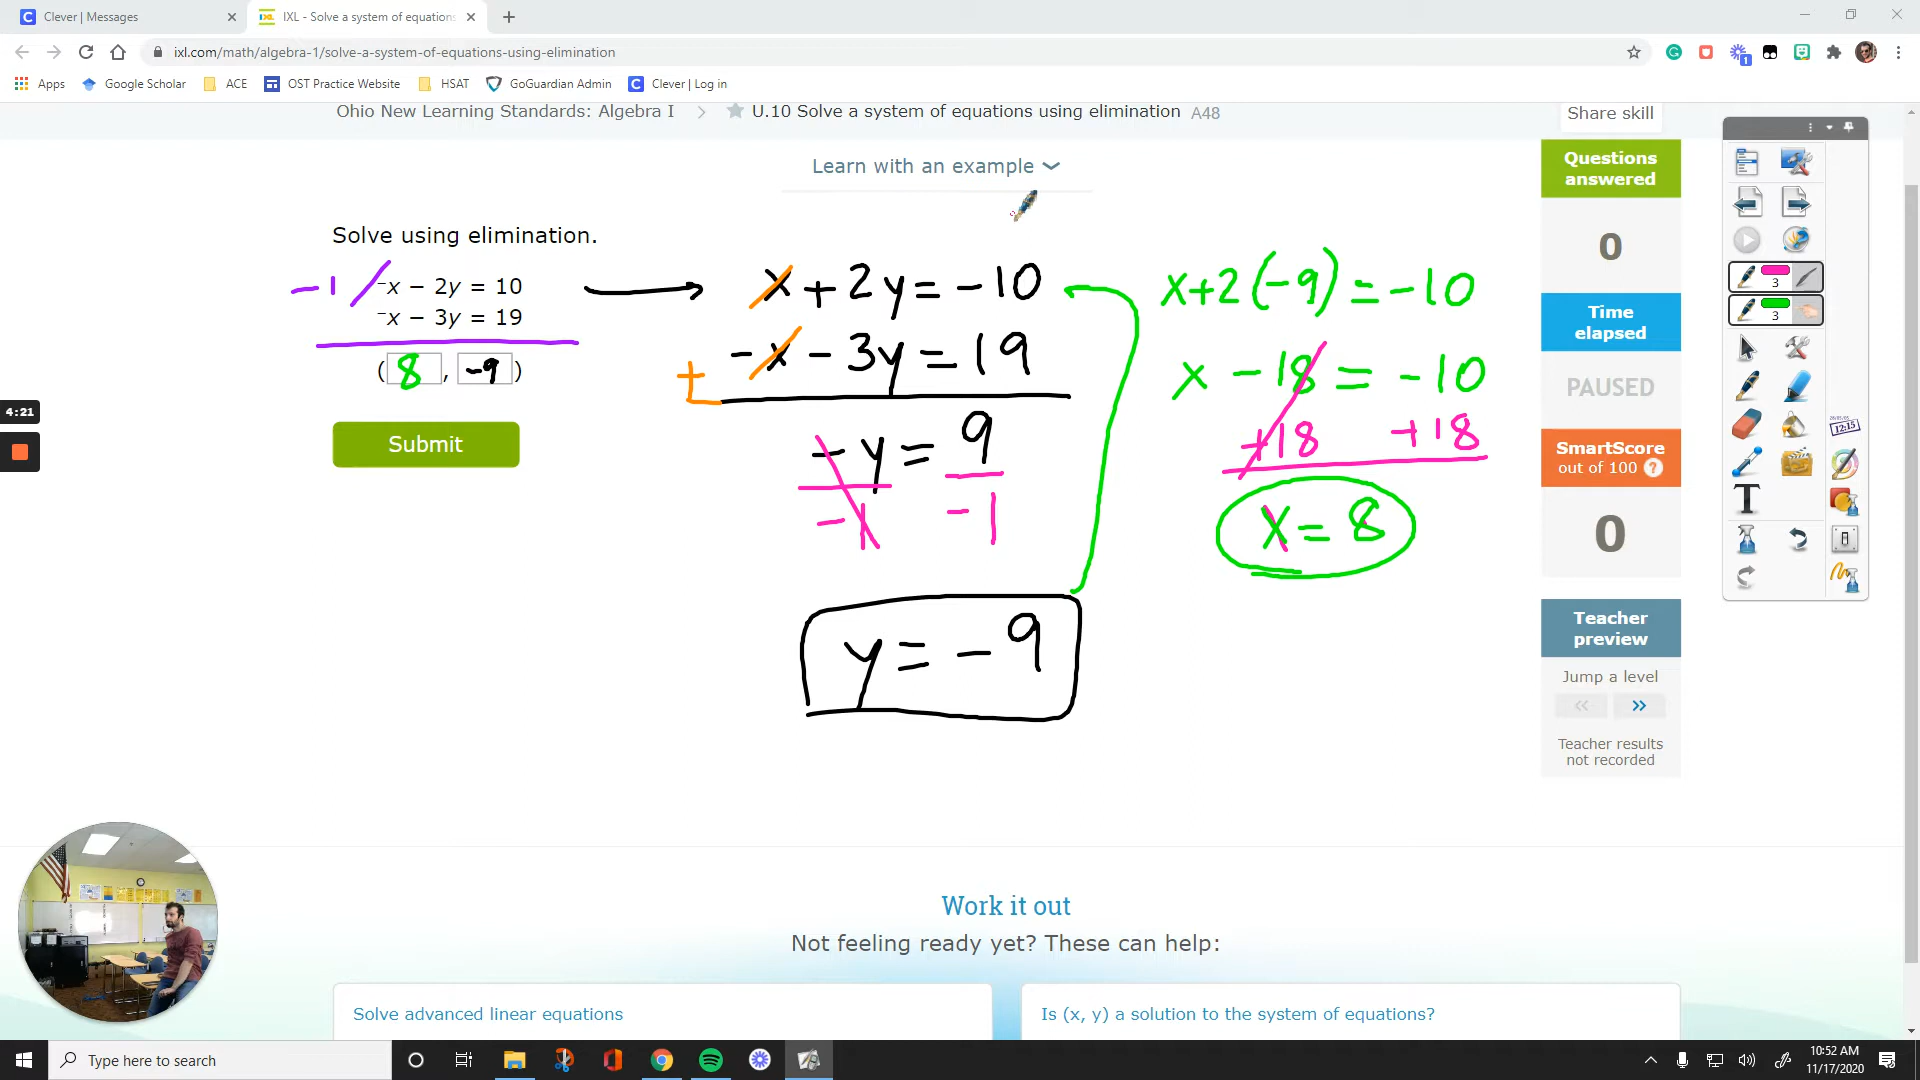 Clever | Messages
IXL - Solve a system of equations
ixl.com/math/algebra-1/solve-a-system-of-equations-using-elimination
1
Apps Google Scholar ACE OST Practice Website HSAT GoGuardian Admin Clever | Log in
Ohio New Learning Standards: Algebra I > U.10 Solve a system of equations using elimination A48
Share skill
Learn with an example
Solve using elimination.
-1 ⁻x − 2y = 10
⁻x − 3y = 19
( 8 , -9 )
Submit
4:21
x + 2y = -10
-x - 3y = 19
+
-y = 9
-1 -1
y = -9
x+2(-9) = -10
x - 18 = -10
+18 +18
x = 8
Questions
answered
0
Time
elapsed
PAUSED
SmartScore
out of 100 ?
0
Teacher
preview
Jump a level
Teacher results
not recorded
3
3
12:15
T
Work it out
Not feeling ready yet? These can help:
Solve advanced linear equations
Is (x, y) a solution to the system of equations?
Type here to search
10:52 AM
11/17/2020